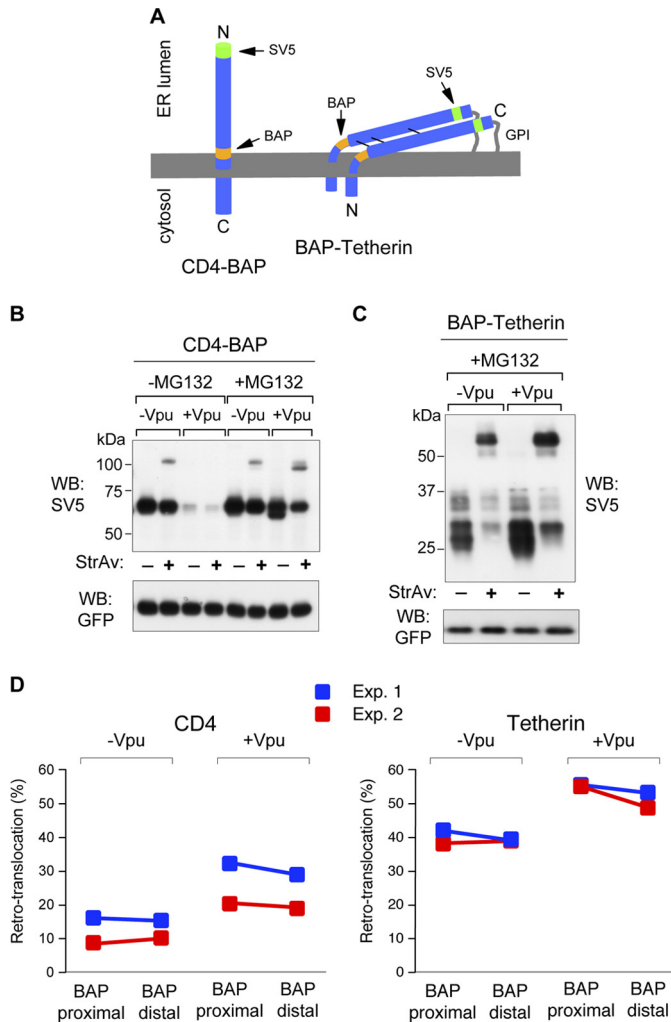 A
ER lumen
cytosol
N
SV5
BAP
C
CD4-BAP
BAP
SV5
C
GPI
N
BAP-Tetherin
B
CD4-BAP
-MG132 +MG132
-Vpu +Vpu -Vpu +Vpu
kDa
100
75
50
WB:
SV5
StrAv: – + – + – + – +
WB:
GFP
C
BAP-Tetherin
+MG132
-Vpu +Vpu
kDa
50
37
25
WB:
SV5
StrAv: – + – +
WB:
GFP
D
Exp. 1
Exp. 2
CD4
-Vpu +Vpu
Retro-translocation (%)
60
50
40
30
20
10
0
BAP proximal
BAP distal
BAP proximal
BAP distal
Tetherin
-Vpu +Vpu
Retro-translocation (%)
60
50
40
30
20
10
0
BAP proximal
BAP distal
BAP proximal
BAP distal